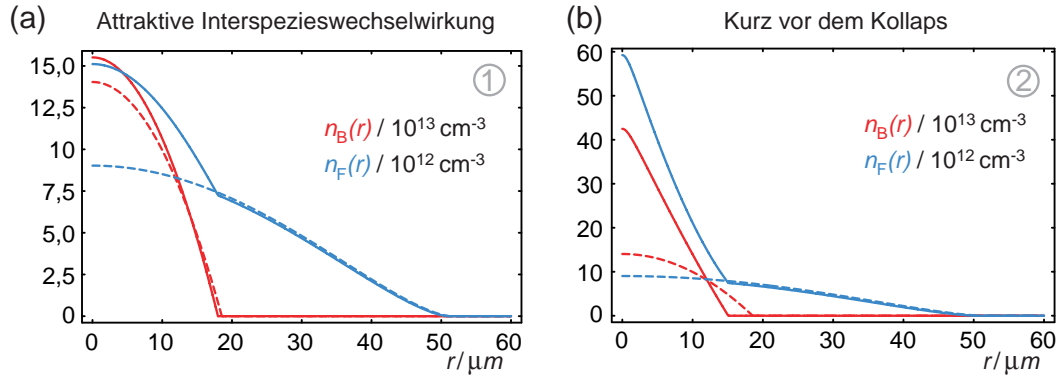 (a) Attraktive Interspezieswechselwirkung
15,0
12,5
10
7,5
5,0
2,5
0
①
n_B(r) / 10^13 cm^-3
n_F(r) / 10^12 cm^-3
0 10 20 30 40 50 60
r/μm
(b) Kurz vor dem Kollaps
60
50
40
30
20
10
0
②
n_B(r) / 10^13 cm^-3
n_F(r) / 10^12 cm^-3
0 10 20 30 40 50 60
r/μm